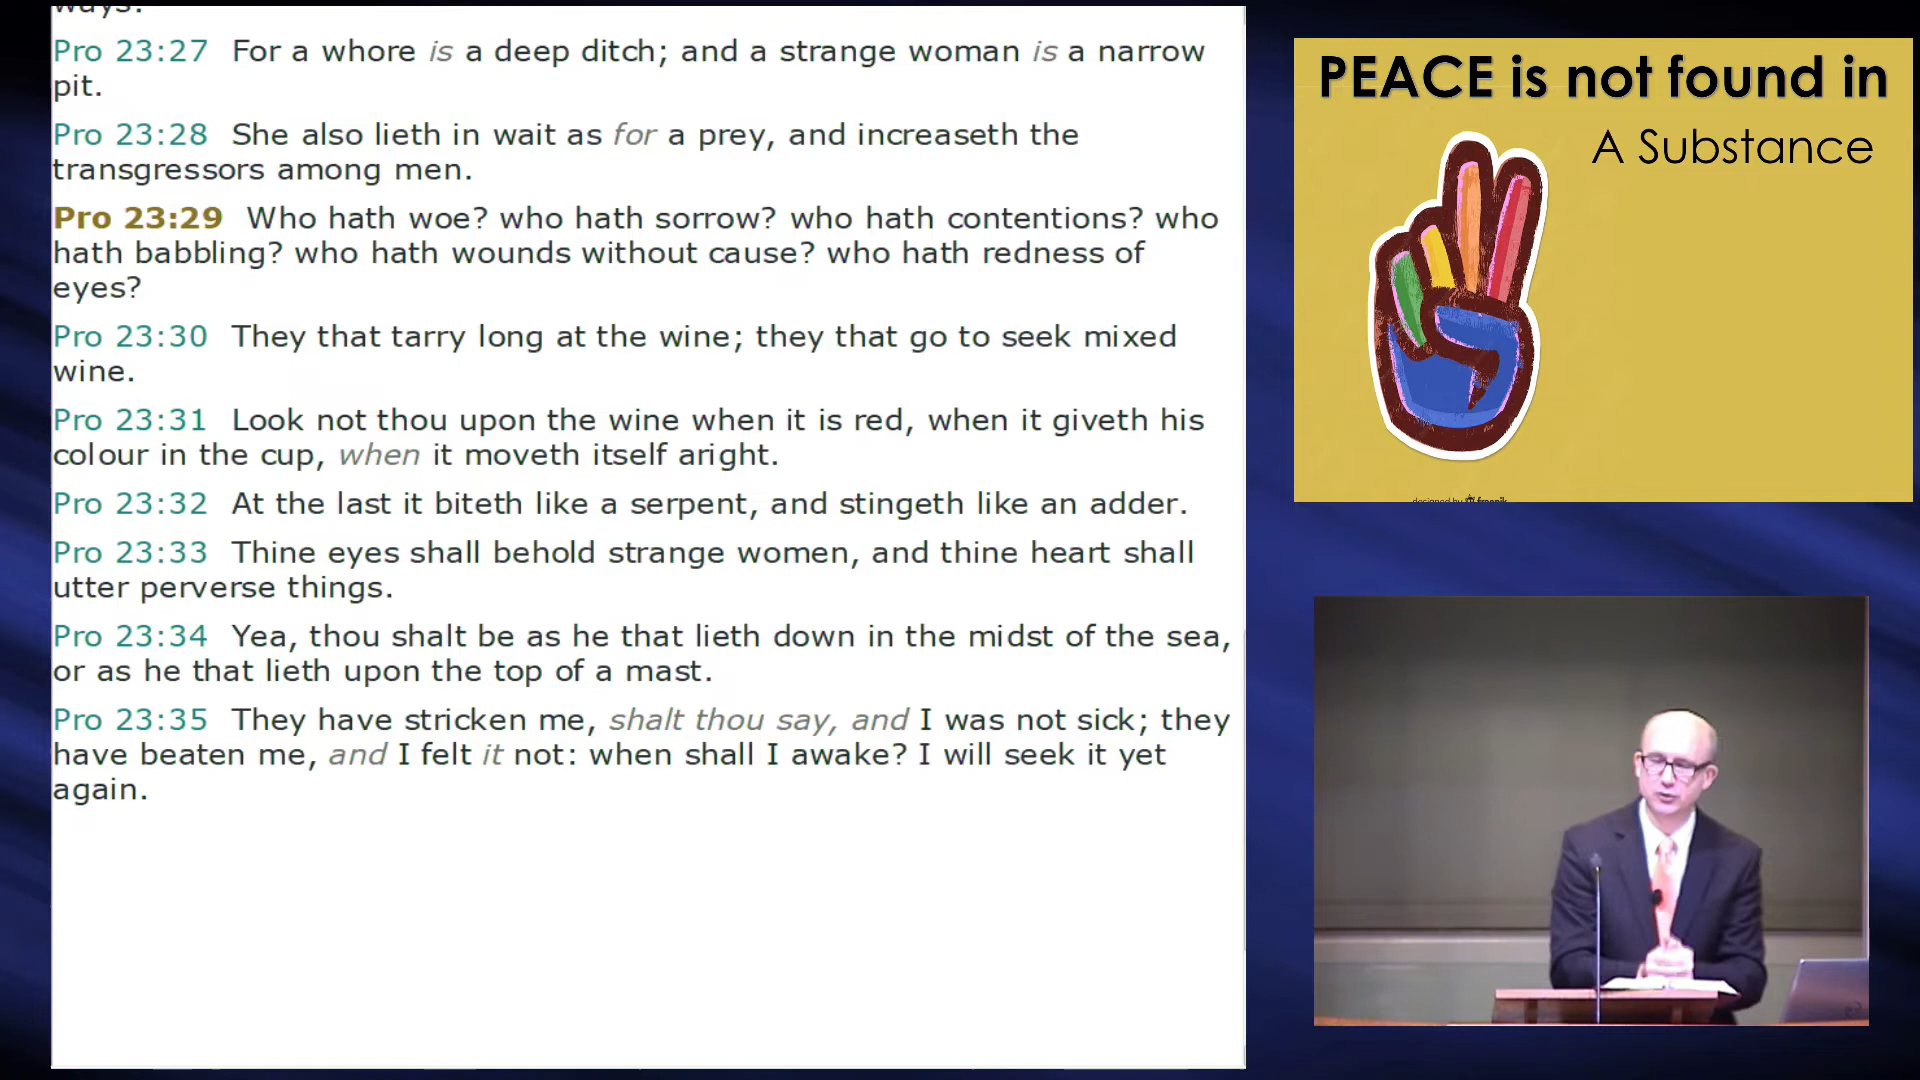 ways.
Pro 23:27 For a whore is a deep ditch; and a strange woman is a narrow
pit.
Pro 23:28 She also lieth in wait as for a prey, and increaseth the
transgressors among men.
Pro 23:29 Who hath woe? who hath sorrow? who hath contentions? who
hath babbling? who hath wounds without cause? who hath redness of
eyes?
Pro 23:30 They that tarry long at the wine; they that go to seek mixed
wine.
Pro 23:31 Look not thou upon the wine when it is red, when it giveth his
colour in the cup, when it moveth itself aright.
Pro 23:32 At the last it biteth like a serpent, and stingeth like an adder.
Pro 23:33 Thine eyes shall behold strange women, and thine heart shall
utter perverse things.
Pro 23:34 Yea, thou shalt be as he that lieth down in the midst of the sea,
or as he that lieth upon the top of a mast.
Pro 23:35 They have stricken me, shalt thou say, and I was not sick; they
have beaten me, and I felt it not: when shall I awake? I will seek it yet
again.
PEACE is not found in
A Substance
designed by freepik